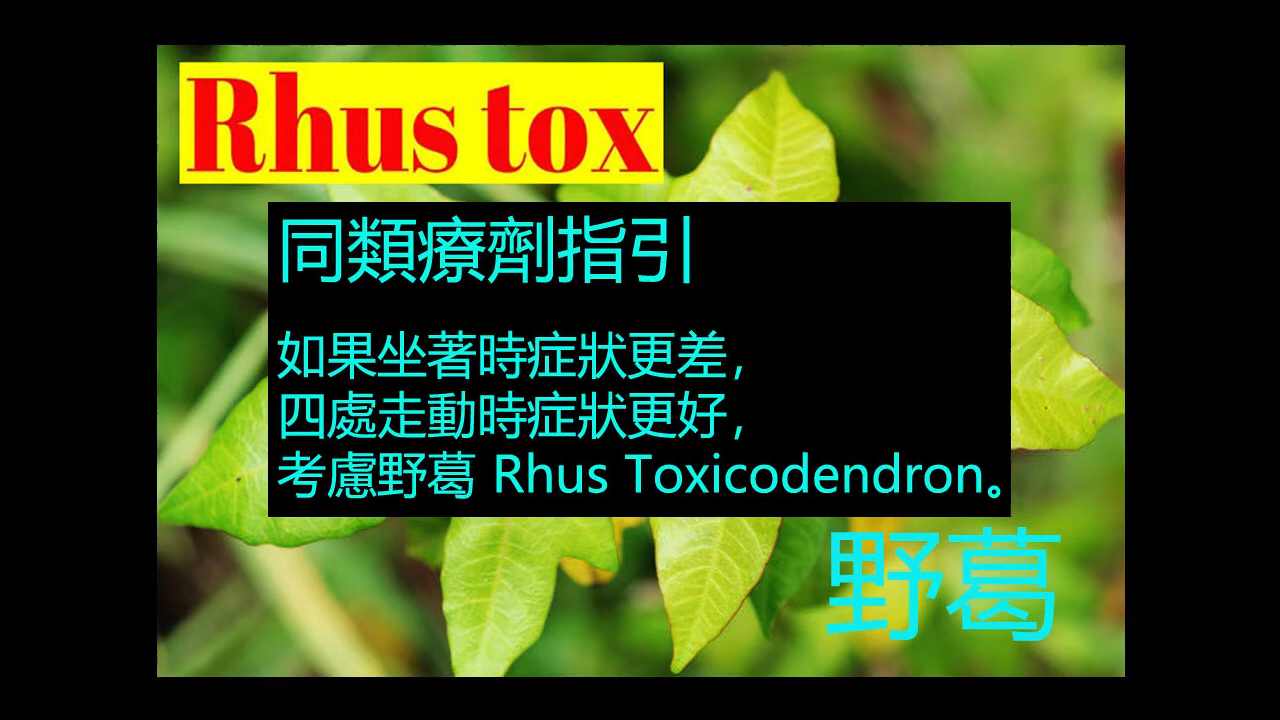 Rhus tox
同類療劑指引
如果坐著時症狀更差,
四處走動時症狀更好,
考慮野葛 Rhus Toxicodendron。
野葛